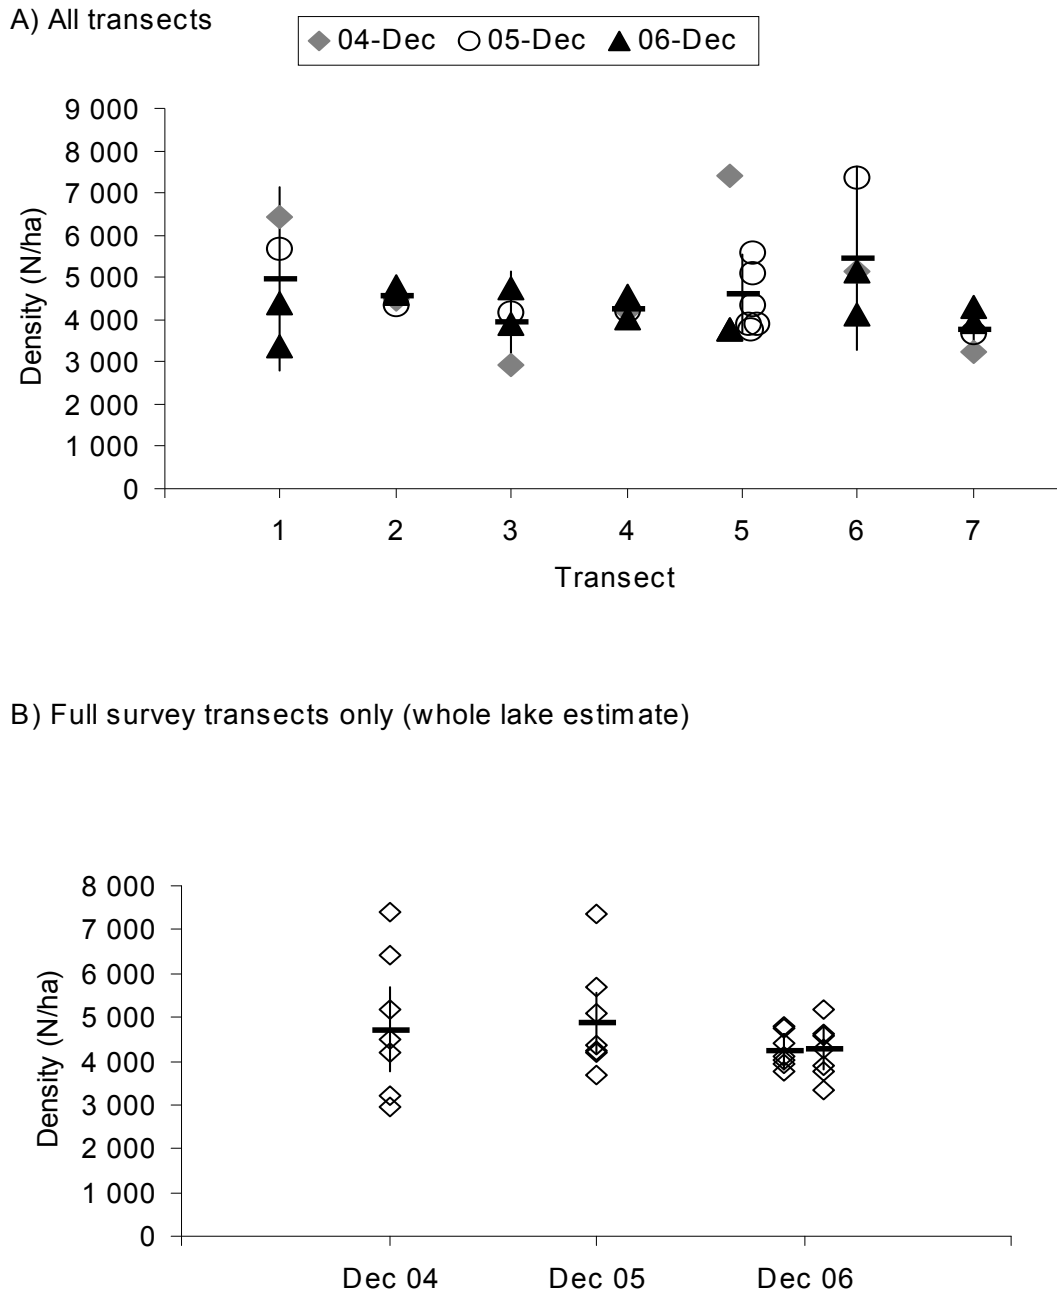 A) All transects
04-Dec 05-Dec 06-Dec
Density (N/ha)
9 000
8 000
7 000
6 000
5 000
4 000
3 000
2 000
1 000
0
1 2 3 4 5 6 7
Transect
B) Full survey transects only (whole lake estimate)
Density (N/ha)
8 000
7 000
6 000
5 000
4 000
3 000
2 000
1 000
0
Dec 04 Dec 05 Dec 06